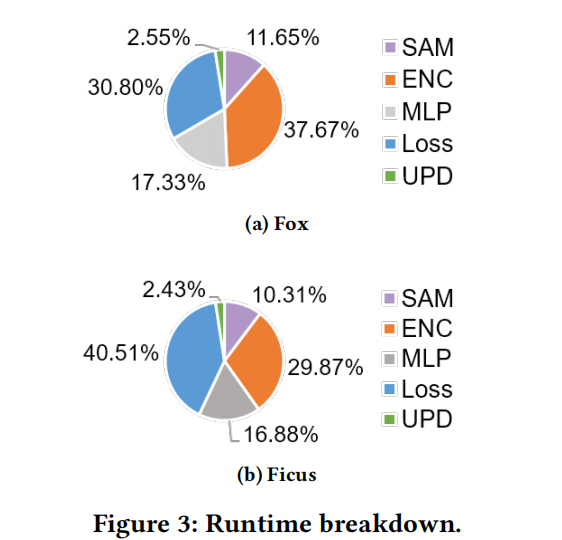 2.55%
11.65%
30.80%
37.67%
17.33%
SAM
ENC
MLP
Loss
UPD
(a) Fox
2.43%
10.31%
40.51%
29.87%
16.88%
SAM
ENC
MLP
Loss
UPD
(b) Ficus
Figure 3: Runtime breakdown.